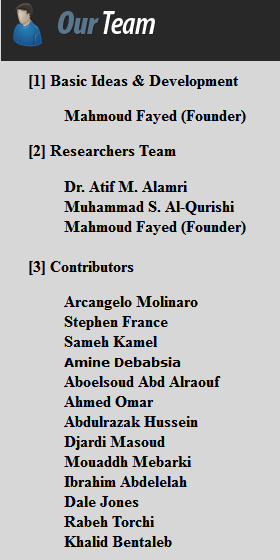 Our Team
[1] Basic Ideas & Development
Mahmoud Fayed (Founder)
[2] Researchers Team
Dr. Atif M. Alamri
Muhammad S. Al-Qurishi
Mahmoud Fayed (Founder)
[3] Contributors
Arcangelo Molinaro
Stephen France
Sameh Kamel
Amine Debabsia
Aboelsoud Abd Alraouf
Ahmed Omar
Abdulrazak Hussein
Djardi Masoud
Mouaddh Mebarki
Ibrahim Abdelelah
Dale Jones
Rabeh Torchi
Khalid Bentaleb